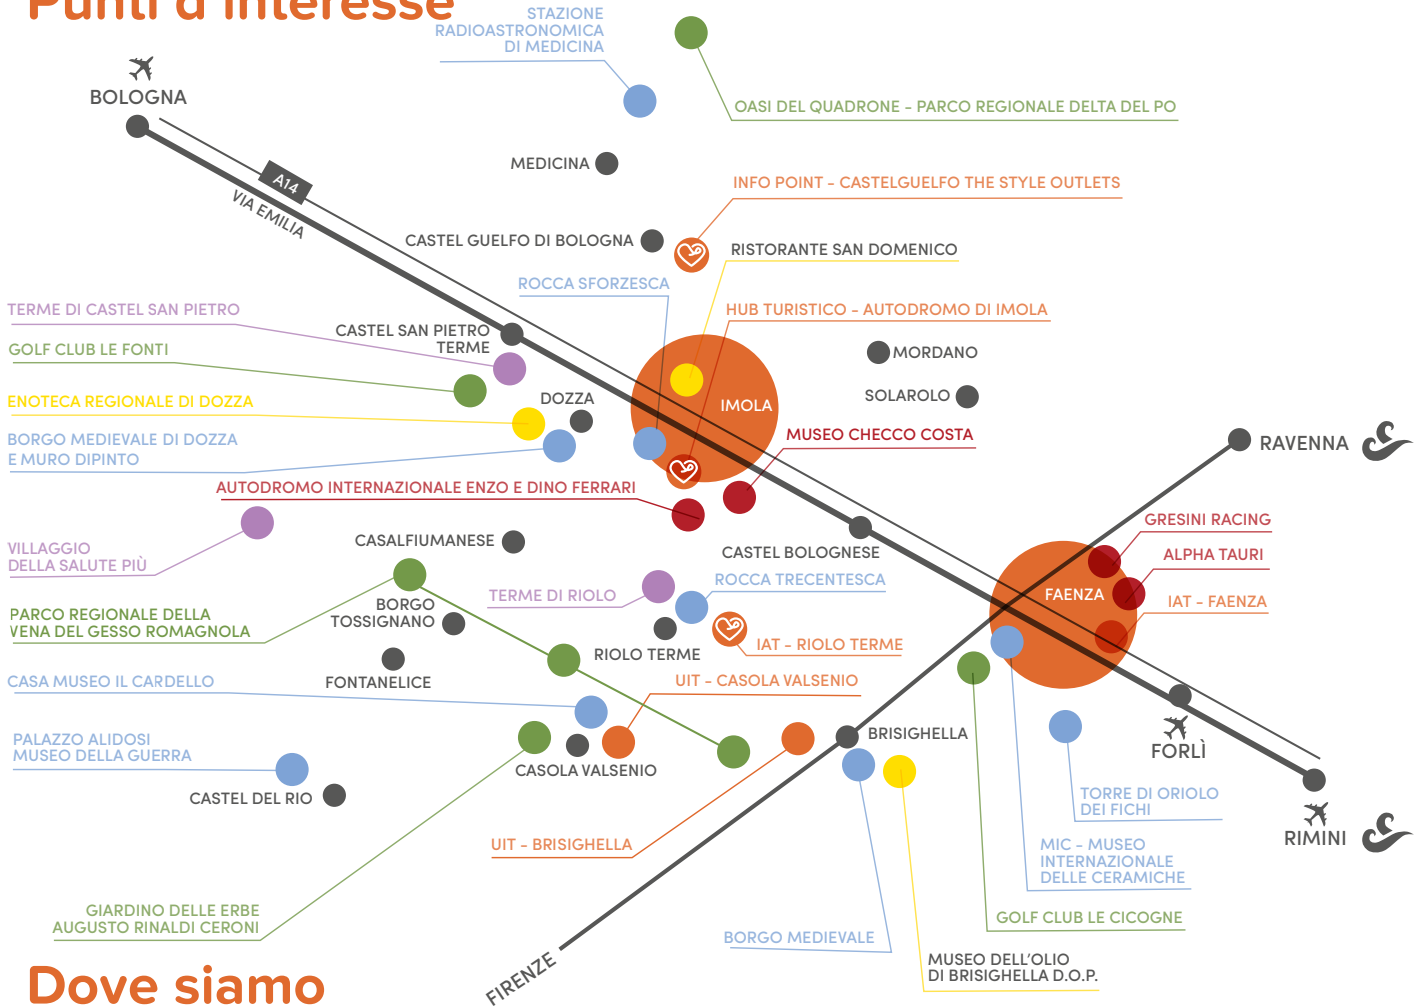 Punti d'interesse
STAZIONE
RADIOASTRONOMICA
DI MEDICINA
BOLOGNA
OASI DEL QUADRONE - PARCO REGIONALE DELTA DEL PO
MEDICINA
A14
VIA EMILIA
INFO POINT - CASTELGUELFO THE STYLE OUTLETS
CASTEL GUELFO DI BOLOGNA
RISTORANTE SAN DOMENICO
ROCCA SFORZESCA
TERME DI CASTEL SAN PIETRO
HUB TURISTICO - AUTODROMO DI IMOLA
CASTEL SAN PIETRO
TERME
GOLF CLUB LE FONTI
MORDANO
SOLAROLO
ENOTECA REGIONALE DI DOZZA
DOZZA
IMOLA
BORGO MEDIEVALE DI DOZZA
E MURO DIPINTO
MUSEO CHECCO COSTA
RAVENNA
AUTODROMO INTERNAZIONALE ENZO E DINO FERRARI
GRESINI RACING
VILLAGGIO
DELLA SALUTE PIÙ
CASALFIUMANESE
CASTEL BOLOGNESE
ALPHA TAURI
ROCCA TRECENTESCA
TERME DI RIOLO
FAENZA
IAT - FAENZA
PARCO REGIONALE DELLA
VENA DEL GESSO ROMAGNOLA
BORGO
TOSSIGNANO
RIOLO TERME
IAT - RIOLO TERME
FONTANELICE
CASA MUSEO IL CARDELLO
UIT - CASOLA VALSENIO
PALAZZO ALIDOSI
MUSEO DELLA GUERRA
BRISIGHELLA
FORLÌ
CASOLA VALSENIO
CASTEL DEL RIO
TORRE DI ORIOLO
DEI FICHI
RIMINI
UIT - BRISIGHELLA
MIC - MUSEO
INTERNAZIONALE
DELLE CERAMICHE
GIARDINO DELLE ERBE
AUGUSTO RINALDI CERONI
GOLF CLUB LE CICOGNE
BORGO MEDIEVALE
MUSEO DELL'OLIO
DI BRISIGHELLA D.O.P.
FIRENZE
Dove siamo